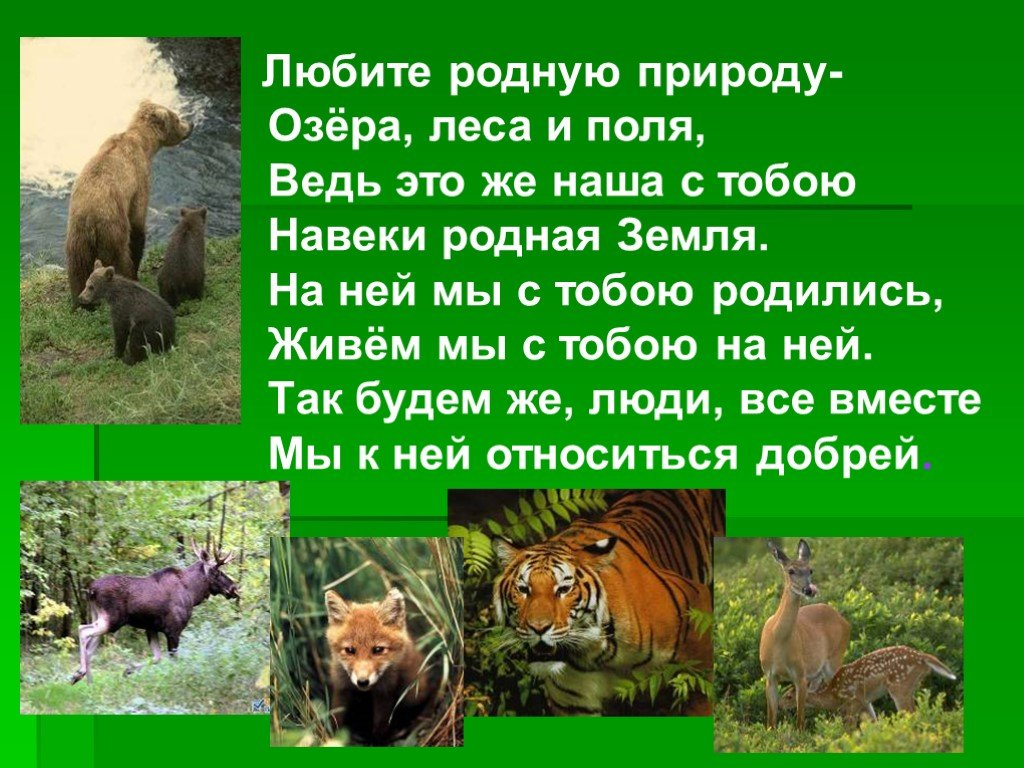 Любите родную природу-
Озёра, леса и поля,
Ведь это же наша с тобою
Навеки родная Земля.
На ней мы с тобою родились,
Живём мы с тобою на ней.
Так будем же, люди, все вместе
Мы к ней относиться добрей.